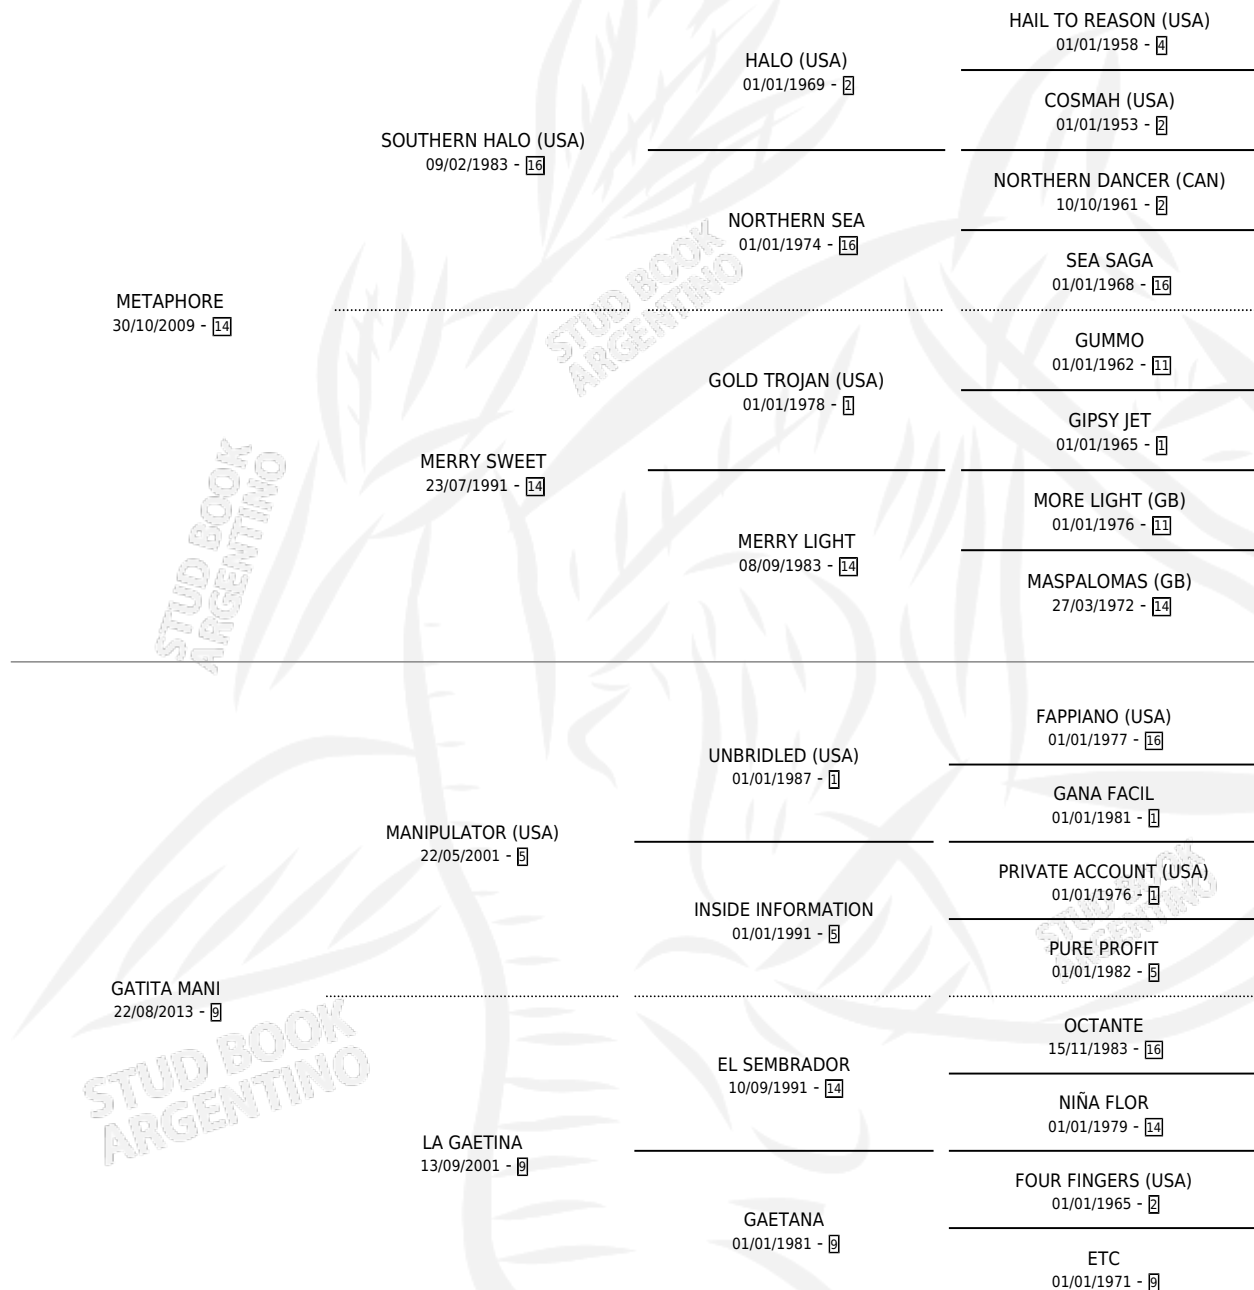 HAIL TO REASON (USA)
01/01/1958 - 4
HALO (USA)
01/01/1969 - 2
COSMAH (USA)
01/01/1953 - 2
SOUTHERN HALO (USA)
09/02/1983 - 16
NORTHERN DANCER (CAN)
10/10/1961 - 2
NORTHERN SEA
01/01/1974 - 16
SEA SAGA
01/01/1968 - 16
METAPHORE
30/10/2009 - 14
GUMMO
01/01/1962 - 11
GOLD TROJAN (USA)
01/01/1978 - 1
GIPSY JET
01/01/1965 - 1
MERRY SWEET
23/07/1991 - 14
MORE LIGHT (GB)
01/01/1976 - 11
MERRY LIGHT
08/09/1983 - 14
MASPALOMAS (GB)
27/03/1972 - 14
FAPPIANO (USA)
01/01/1977 - 16
UNBRIDLED (USA)
01/01/1987 - 1
GANA FACIL
01/01/1981 - 1
MANIPULATOR (USA)
22/05/2001 - 5
PRIVATE ACCOUNT (USA)
01/01/1976 - 1
INSIDE INFORMATION
01/01/1991 - 5
PURE PROFIT
01/01/1982 - 5
GATITA MANI
22/08/2013 - 9
OCTANTE
15/11/1983 - 16
EL SEMBRADOR
10/09/1991 - 14
NIÑA FLOR
01/01/1979 - 14
LA GAETINA
13/09/2001 - 9
FOUR FINGERS (USA)
01/01/1965 - 2
GAETANA
01/01/1981 - 9
ETC
01/01/1971 - 9
STUD BOOK
ARGENTINO
STUD BOOK
ARGENTINO
STUD BOOK
ARGENTINO
STUD BOOK
ARGENTINO